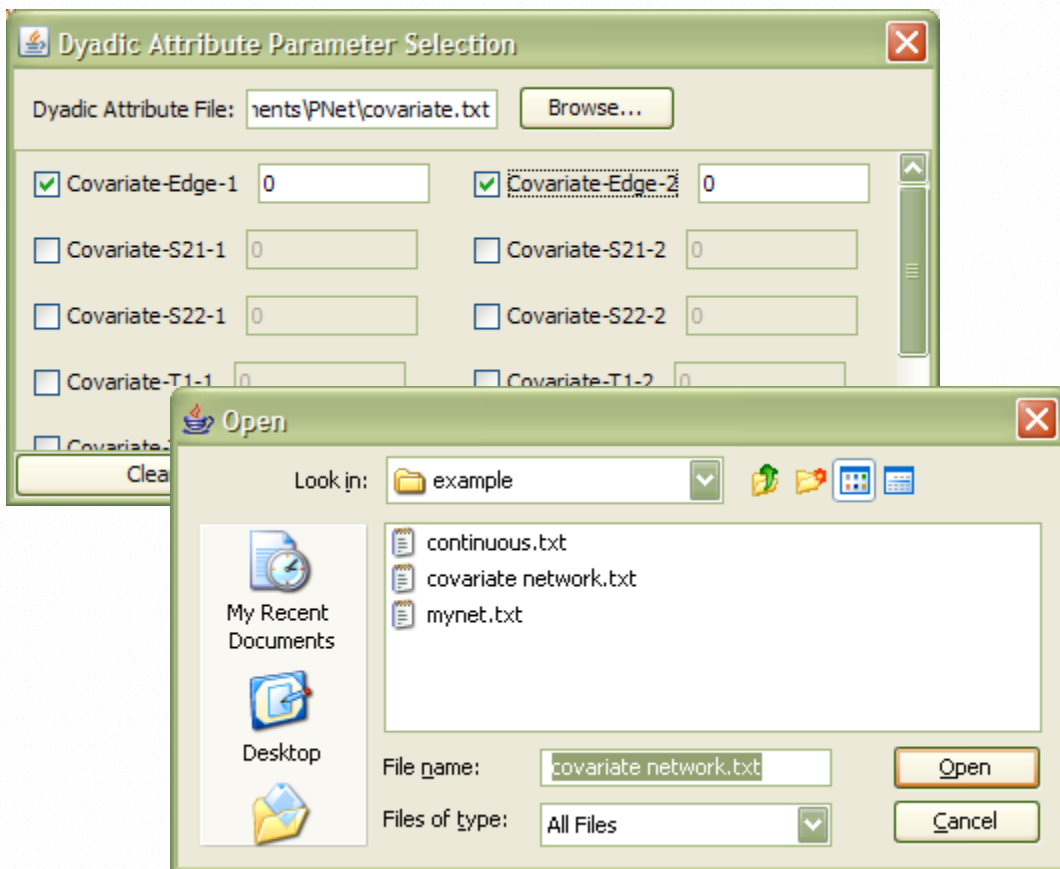 Dyadic Attribute Parameter Selection
Dyadic Attribute File: nents\PNet\covariate.txt Browse...
Covariate-Edge-1 0 Covariate-Edge-2 0
Covariate-S21-1 0 Covariate-S21-2 0
Covariate-S22-1 0 Covariate-S22-2 0
Covariate-T1-1 0 Covariate-T1-2 0
Covariate-
Clea
Open
Look in: example
continuous.txt
covariate network.txt
mynet.txt
My Recent
Documents
Desktop
File name: covariate network.txt Open
Files of type: All Files Cancel